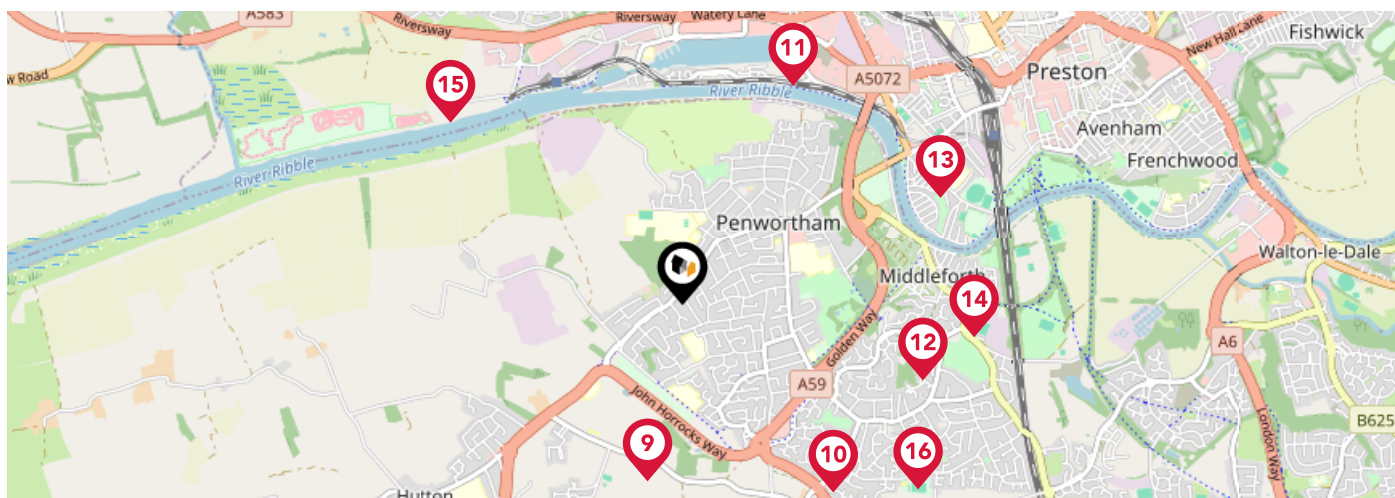 A583
Riversway
Riversway
Watery Lane
New Hall Lane
Fishwick
w Road
11
15
A5072
Preston
River Ribble
Avenham
Frenchwood
13
River Ribble
Penwortham
Walton-le-Dale
Middleforth
14
12
A6
Golden Way
A59
John Horrocks Way
London Way
B625
9
10
16
Hutton